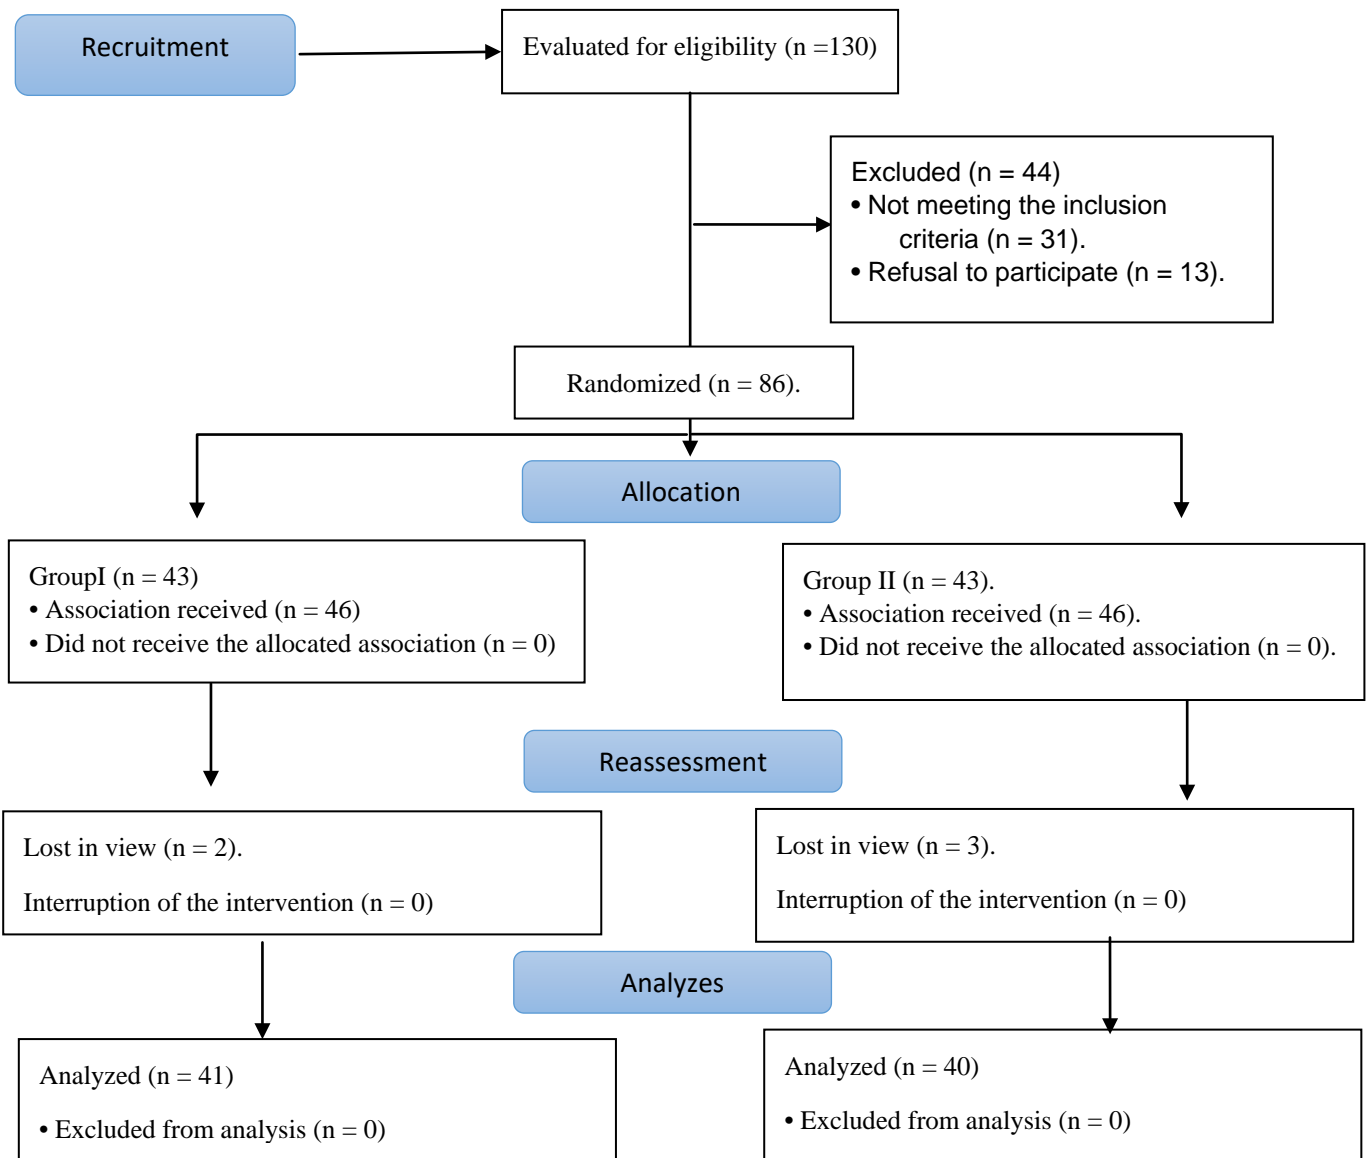 Recruitment
Evaluated for eligibility (n =130)
Excluded (n = 44)
• Not meeting the inclusion
criteria (n = 31).
• Refusal to participate (n = 13).
Randomized (n = 86).
Allocation
GroupI (n = 43)
• Association received (n = 46)
• Did not receive the allocated association (n = 0)
Group II (n = 43).
• Association received (n = 46).
• Did not receive the allocated association (n = 0).
Reassessment
Lost in view (n = 2).
Interruption of the intervention (n = 0)
Lost in view (n = 3).
Interruption of the intervention (n = 0)
Analyzes
Analyzed (n = 41)
• Excluded from analysis (n = 0)
Analyzed (n = 40)
• Excluded from analysis (n = 0)